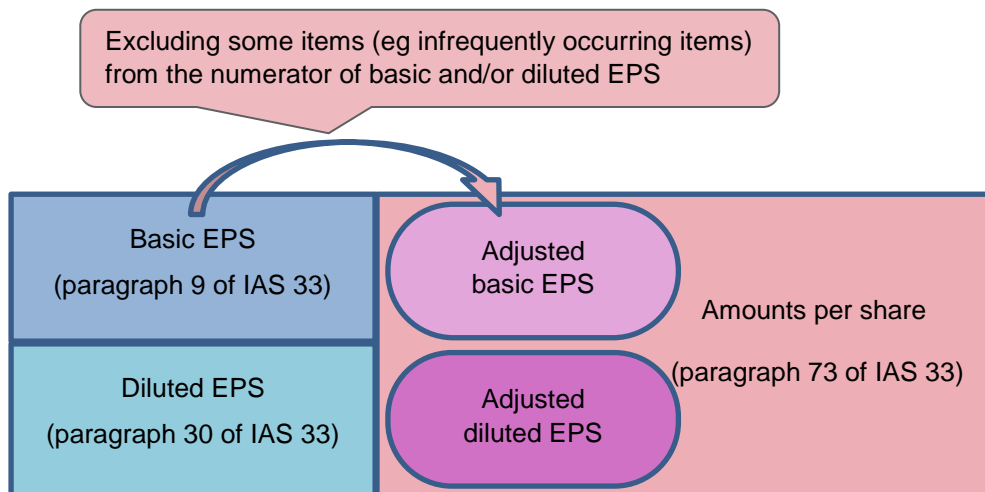 Excluding some items (eg infrequently occurring items)
from the numerator of basic and/or diluted EPS
Basic EPS
(paragraph 9 of IAS 33)
Adjusted
basic EPS
Amounts per share
(paragraph 73 of IAS 33)
Diluted EPS
(paragraph 30 of IAS 33)
Adjusted
diluted EPS